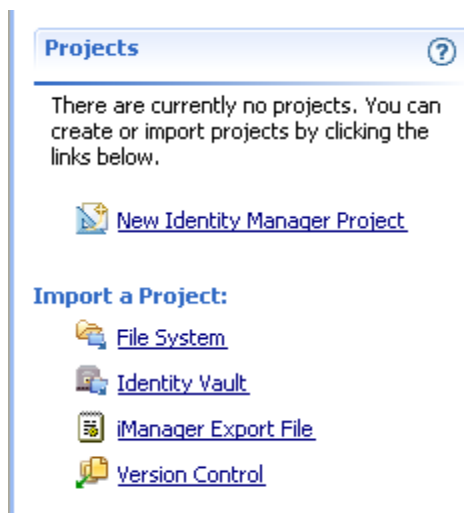 Projects
There are currently no projects. You can
create or import projects by clicking the
links below.
New Identity Manager Project
Import a Project:
File System
Identity Vault
iManager Export File
Version Control